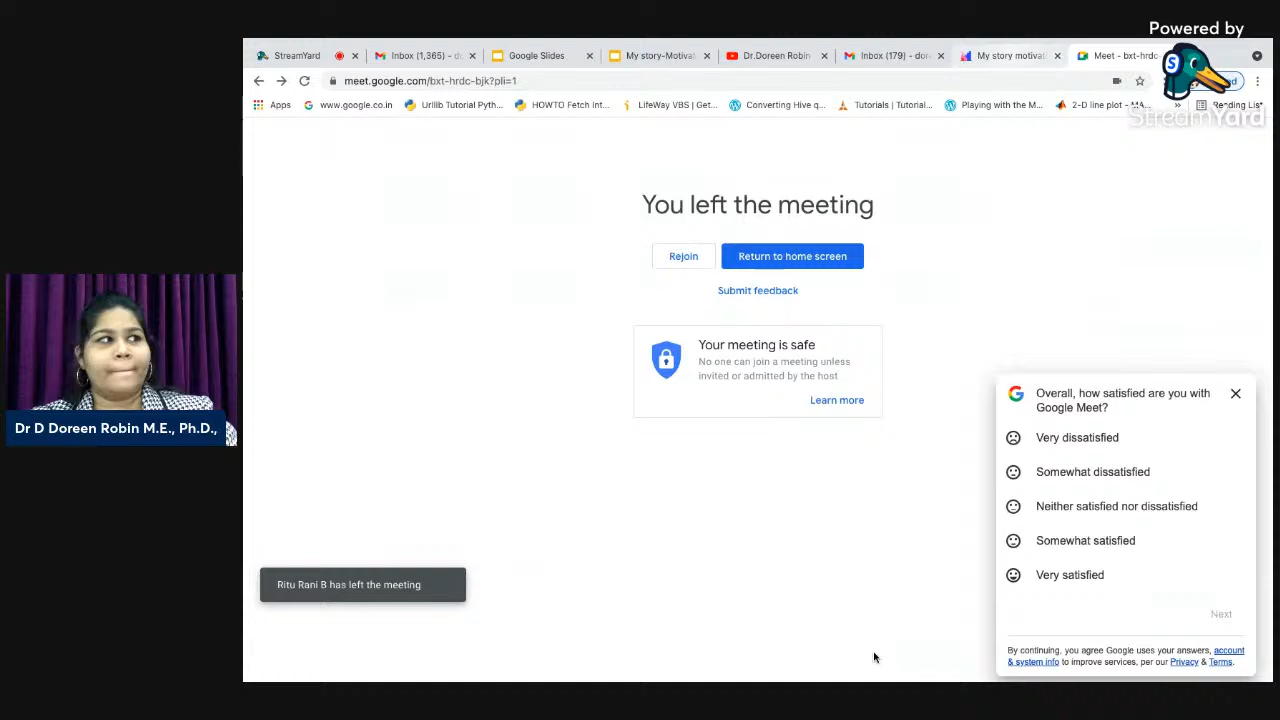 Powered by
StreamYard
StreamYard
Inbox (1,365) - d
Google Slides
My story-Motivat
Dr.Doreen Robin
Inbox (179) - dore
My story motivat
Meet - bxt-hrdc-
meet.google.com/bxt-hrdc-bjk?pli=1
Apps
www.google.co.in
Urllib Tutorial Pyth...
HOWTO Fetch Int...
LifeWay VBS | Get...
Converting Hive q...
Tutorials | Tutorial...
Playing with the M...
2-D line plot - MA
Reading List
You left the meeting
Rejoin
Return to home screen
Submit feedback
Your meeting is safe
No one can join a meeting unless
invited or admitted by the host
Learn more
Dr D Doreen Robin M.E., Ph.D.,
Ritu Rani B has left the meeting
Overall, how satisfied are you with
Google Meet?
Very dissatisfied
Somewhat dissatisfied
Neither satisfied nor dissatisfied
Somewhat satisfied
Very satisfied
Next
By continuing, you agree Google uses your answers, account
& system info to improve services, per our Privacy & Terms.